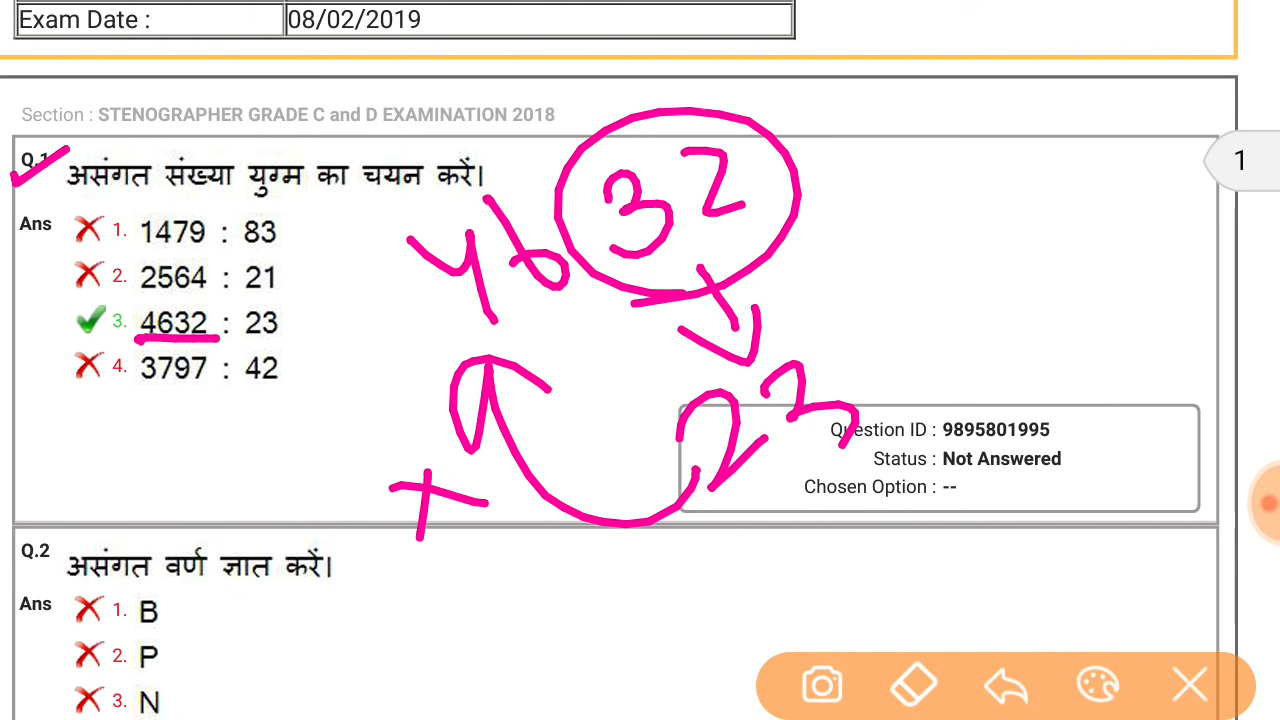 Exam Date : 08/02/2019
Section : STENOGRAPHER GRADE C and D EXAMINATION 2018
Q.1 असंगत संख्या युग्म का चयन करें।
Ans 1. 1479 : 83
2. 2564 : 21
3. 4632 : 23
4. 3797 : 42
46 32
9 23
+
Question ID : 9895801995
Status : Not Answered
Chosen Option : --
Q.2 असंगत वर्ण ज्ञात करें।
Ans 1. B
2. P
3. N
1